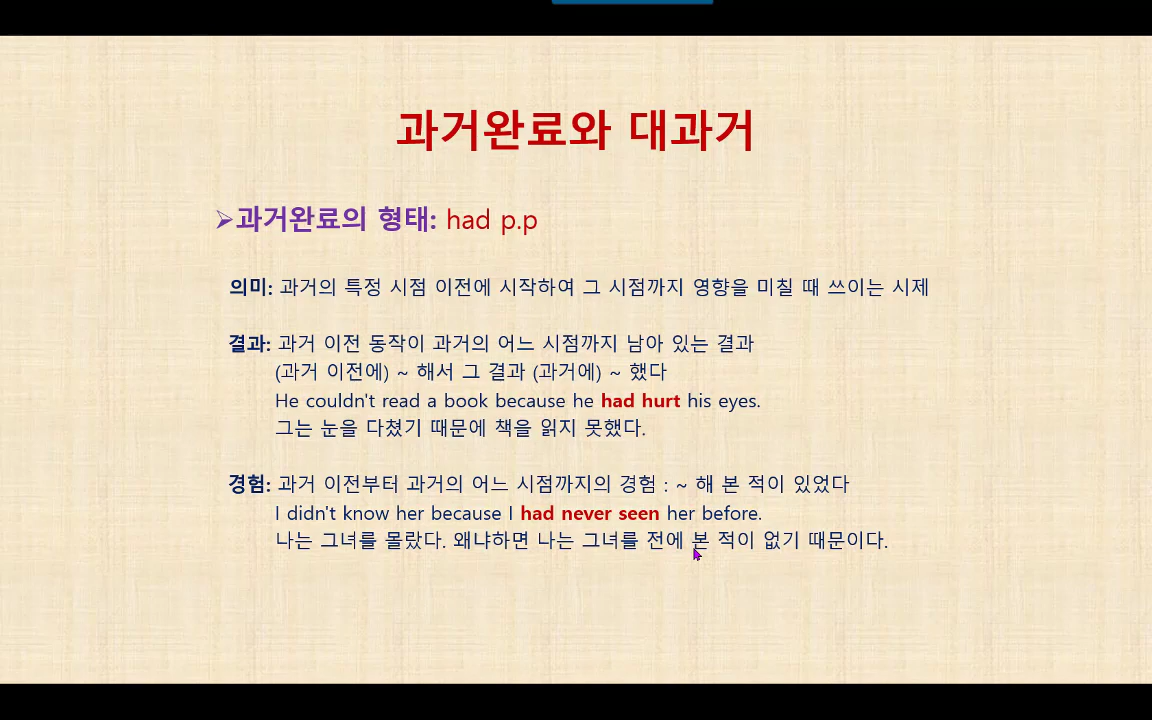 과거완료와 대과거
➢과거완료의 형태: had p.p
의미: 과거의 특정 시점 이전에 시작하여 그 시점까지 영향을 미칠 때 쓰이는 시제
결과: 과거 이전 동작이 과거의 어느 시점까지 남아 있는 결과
(과거 이전에) ~ 해서 그 결과 (과거에) ~ 했다
He couldn't read a book because he had hurt his eyes.
그는 눈을 다쳤기 때문에 책을 읽지 못했다.
경험: 과거 이전부터 과거의 어느 시점까지의 경험 : ~ 해 본 적이 있었다
I didn't know her because I had never seen her before.
나는 그녀를 몰랐다. 왜냐하면 나는 그녀를 전에 본 적이 없기 때문이다.